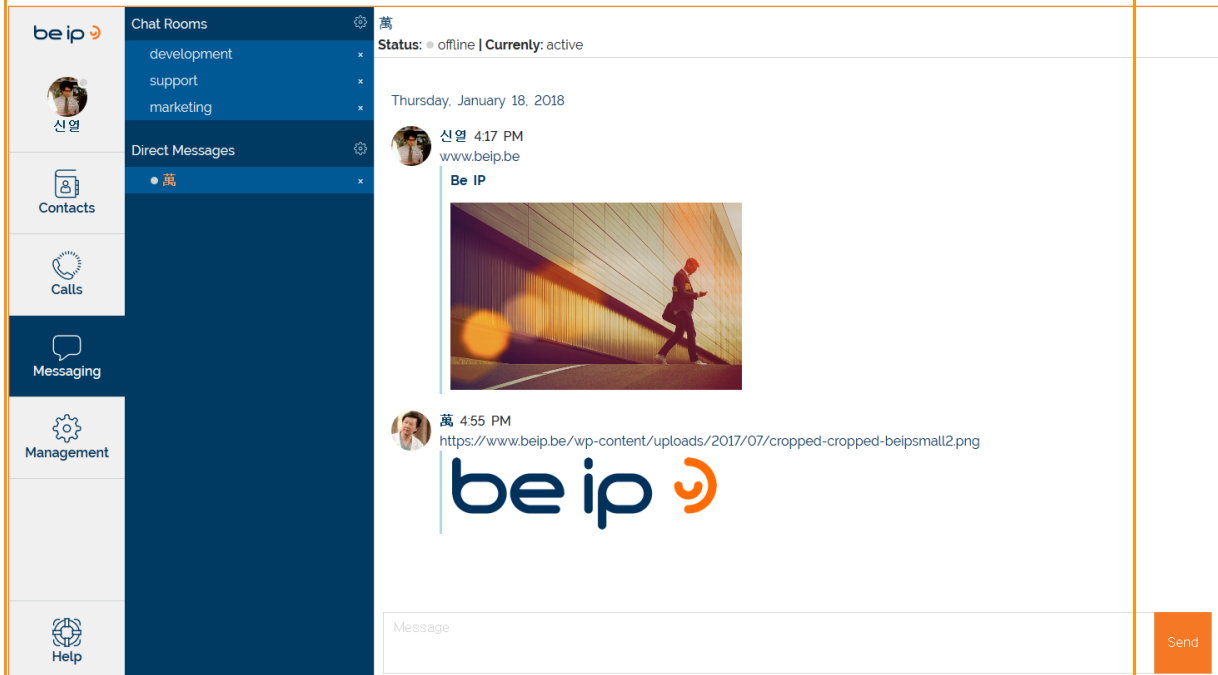 be ip
신열
Contacts
Calls
Messaging
Management
Help
Chat Rooms
development ×
support ×
marketing ×
Direct Messages
萬 ×
萬
Status: offline | Currenly: active
Thursday, January 18, 2018
신열 4:17 PM
www.beip.be
Be IP
萬 4:55 PM
https://www.beip.be/wp-content/uploads/2017/07/cropped-cropped-beipsmall2.png
be ip
Message
Send